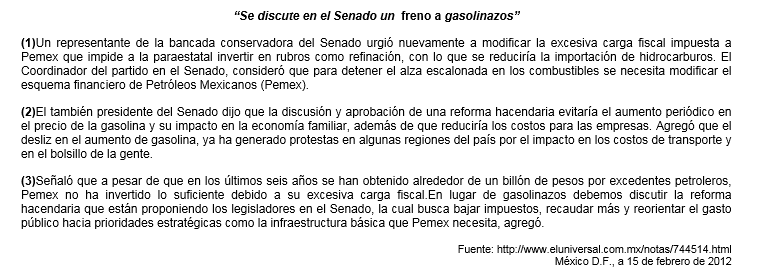 “Se discute en el Senado un freno a gasolinazos”
(1)Un representante de la bancada conservadora del Senado urgió nuevamente a modificar la excesiva carga fiscal impuesta a
Pemex que impide a la paraestatal invertir en rubros como refinación, con lo que se reduciría la importación de hidrocarburos. El
Coordinador del partido en el Senado, consideró que para detener el alza escalonada en los combustibles se necesita modificar el
esquema financiero de Petróleos Mexicanos (Pemex).
(2)El también presidente del Senado dijo que la discusión y aprobación de una reforma hacendaria evitaría el aumento periódico en
el precio de la gasolina y su impacto en la economía familiar, además de que reduciría los costos para las empresas. Agregó que el
desliz en el aumento de gasolina, ya ha generado protestas en algunas regiones del país por el impacto en los costos de transporte y
en el bolsillo de la gente.
(3)Señaló que a pesar de que en los últimos seis años se han obtenido alrededor de un billón de pesos por excedentes petroleros,
Pemex no ha invertido lo suficiente debido a su excesiva carga fiscal.En lugar de gasolinazos debemos discutir la reforma
hacendaria que están proponiendo los legisladores en el Senado, la cual busca bajar impuestos, recaudar más y reorientar el gasto
público hacia prioridades estratégicas como la infraestructura básica que Pemex necesita, agregó.
Fuente: http://www.eluniversal.com.mx/notas/744514.html
México D.F., a 15 de febrero de 2012